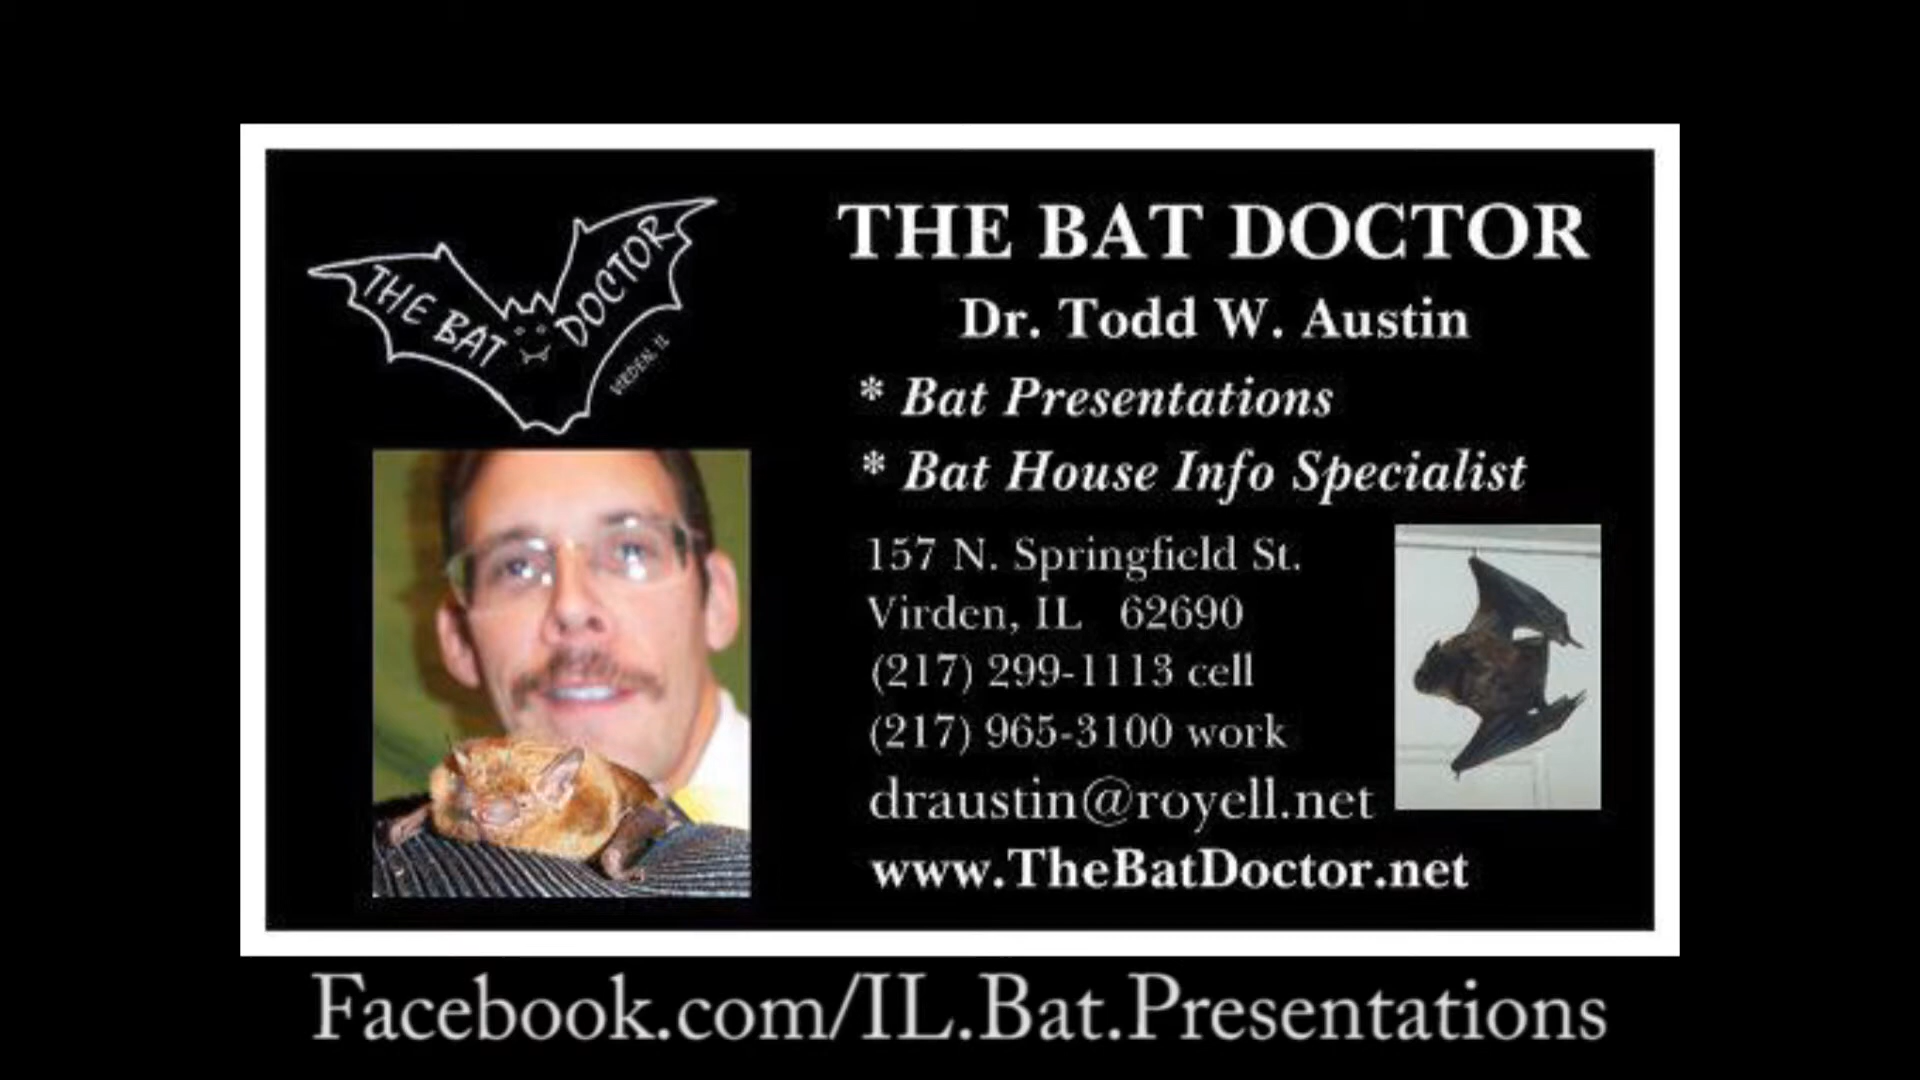 THE BAT DOCTOR
VIRDEN, IL
THE BAT DOCTOR
Dr. Todd W. Austin
* Bat Presentations
* Bat House Info Specialist
157 N. Springfield St.
Virden, IL 62690
(217) 299-1113 cell
(217) 965-3100 work
draustin@royell.net
www.TheBatDoctor.net
Facebook.com/IL.Bat.Presentations